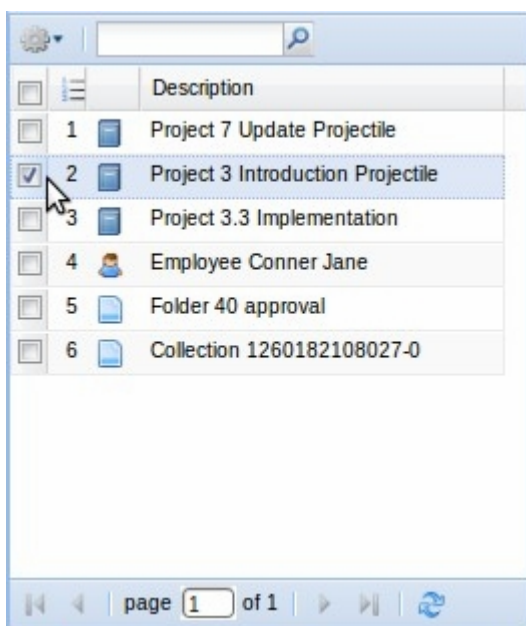 Description
1 Project 7 Update Projectile
2 Project 3 Introduction Projectile
3 Project 3.3 Implementation
4 Employee Conner Jane
5 Folder 40 approval
6 Collection 1260182108027-0
page 1 of 1